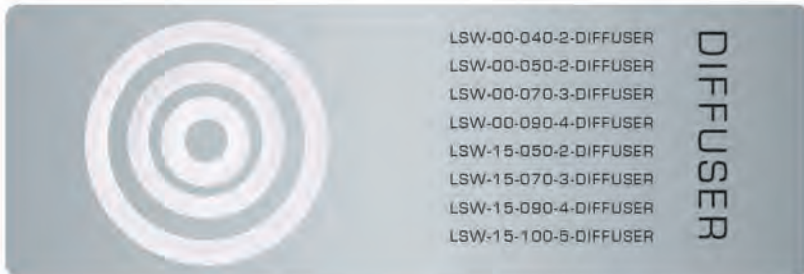 LSW-00-040-2-DIFFUSER
LSW-00-050-2-DIFFUSER
LSW-00-070-3-DIFFUSER
LSW-00-090-4-DIFFUSER
LSW-15-050-2-DIFFUSER
LSW-15-070-3-DIFFUSER
LSW-15-090-4-DIFFUSER
LSW-15-100-5-DIFFUSER
DIFFUSER